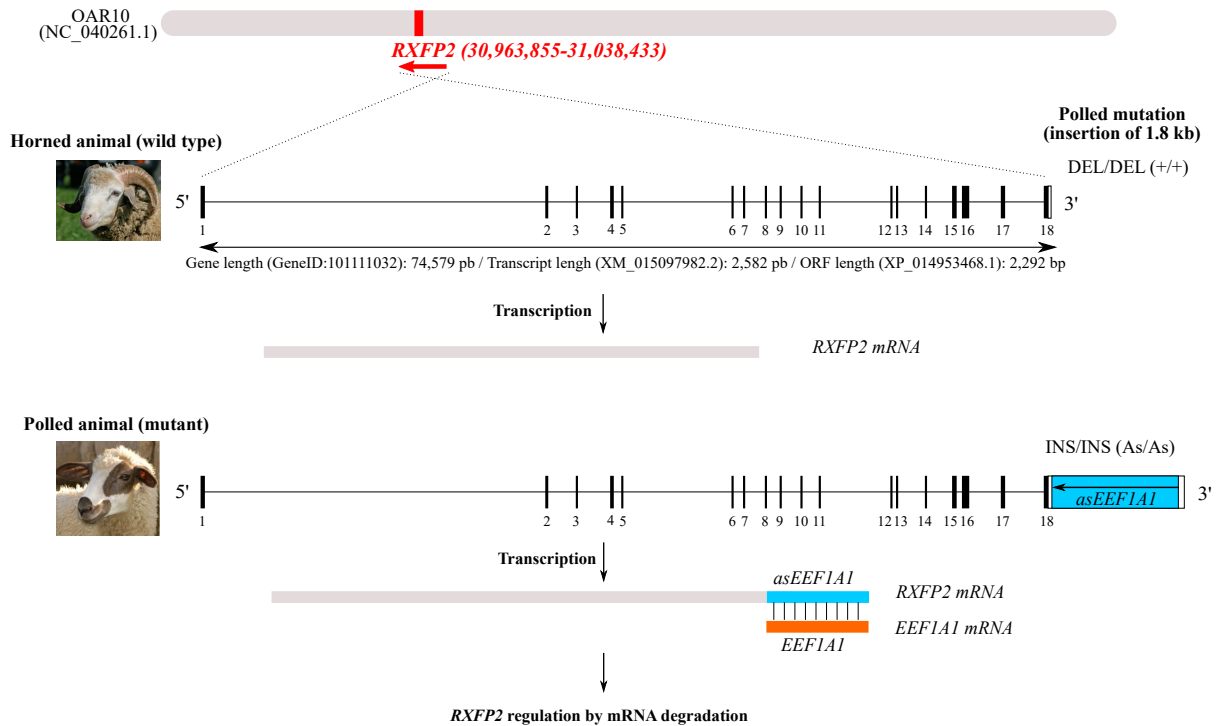 OAR10
(NC_040261.1)
RXFP2 (30,963,855-31,038,433)
Polled mutation
(insertion of 1.8 kb)
Horned animal (wild type)
DEL/DEL (+/+)
5' 3'
1 2 3 4 5 6 7 8 9 10 11 12 13 14 15 16 17 18
Gene length (GeneID:101111032): 74,579 pb / Transcript lengh (XM_015097982.2): 2,582 pb / ORF length (XP_014953468.1): 2,292 bp
Transcription
RXFP2 mRNA
Polled animal (mutant)
INS/INS (As/As)
5' asEEF1A1 3'
1 2 3 4 5 6 7 8 9 10 11 12 13 14 15 16 17 18
Transcription
asEEF1A1
RXFP2 mRNA
EEF1A1 mRNA
EEF1A1
RXFP2 regulation by mRNA degradation